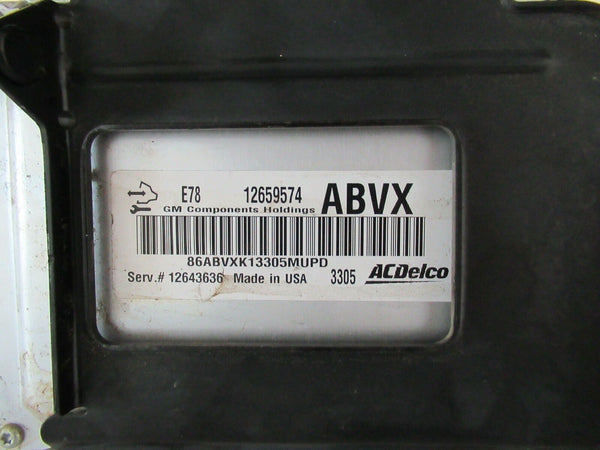 E78 12659574 ABVX
GM Components Holdings
86ABVXK13305MUPD
Serv.# 12643636 Made in USA 3305 ACDelco